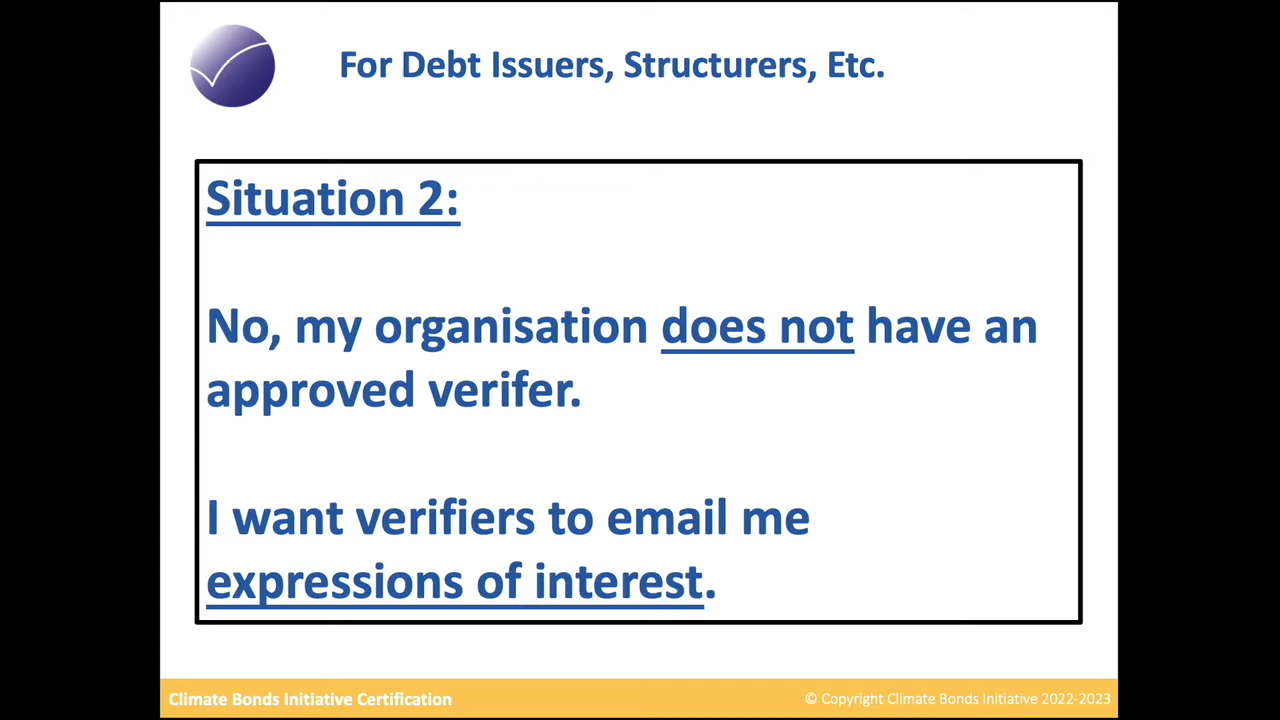 For Debt Issuers, Structurers, Etc.
Situation 2:
No, my organisation does not have an
approved verifer.
I want verifiers to email me
expressions of interest.
Climate Bonds Initiative Certification
© Copyright Climate Bonds Initiative 2022-2023